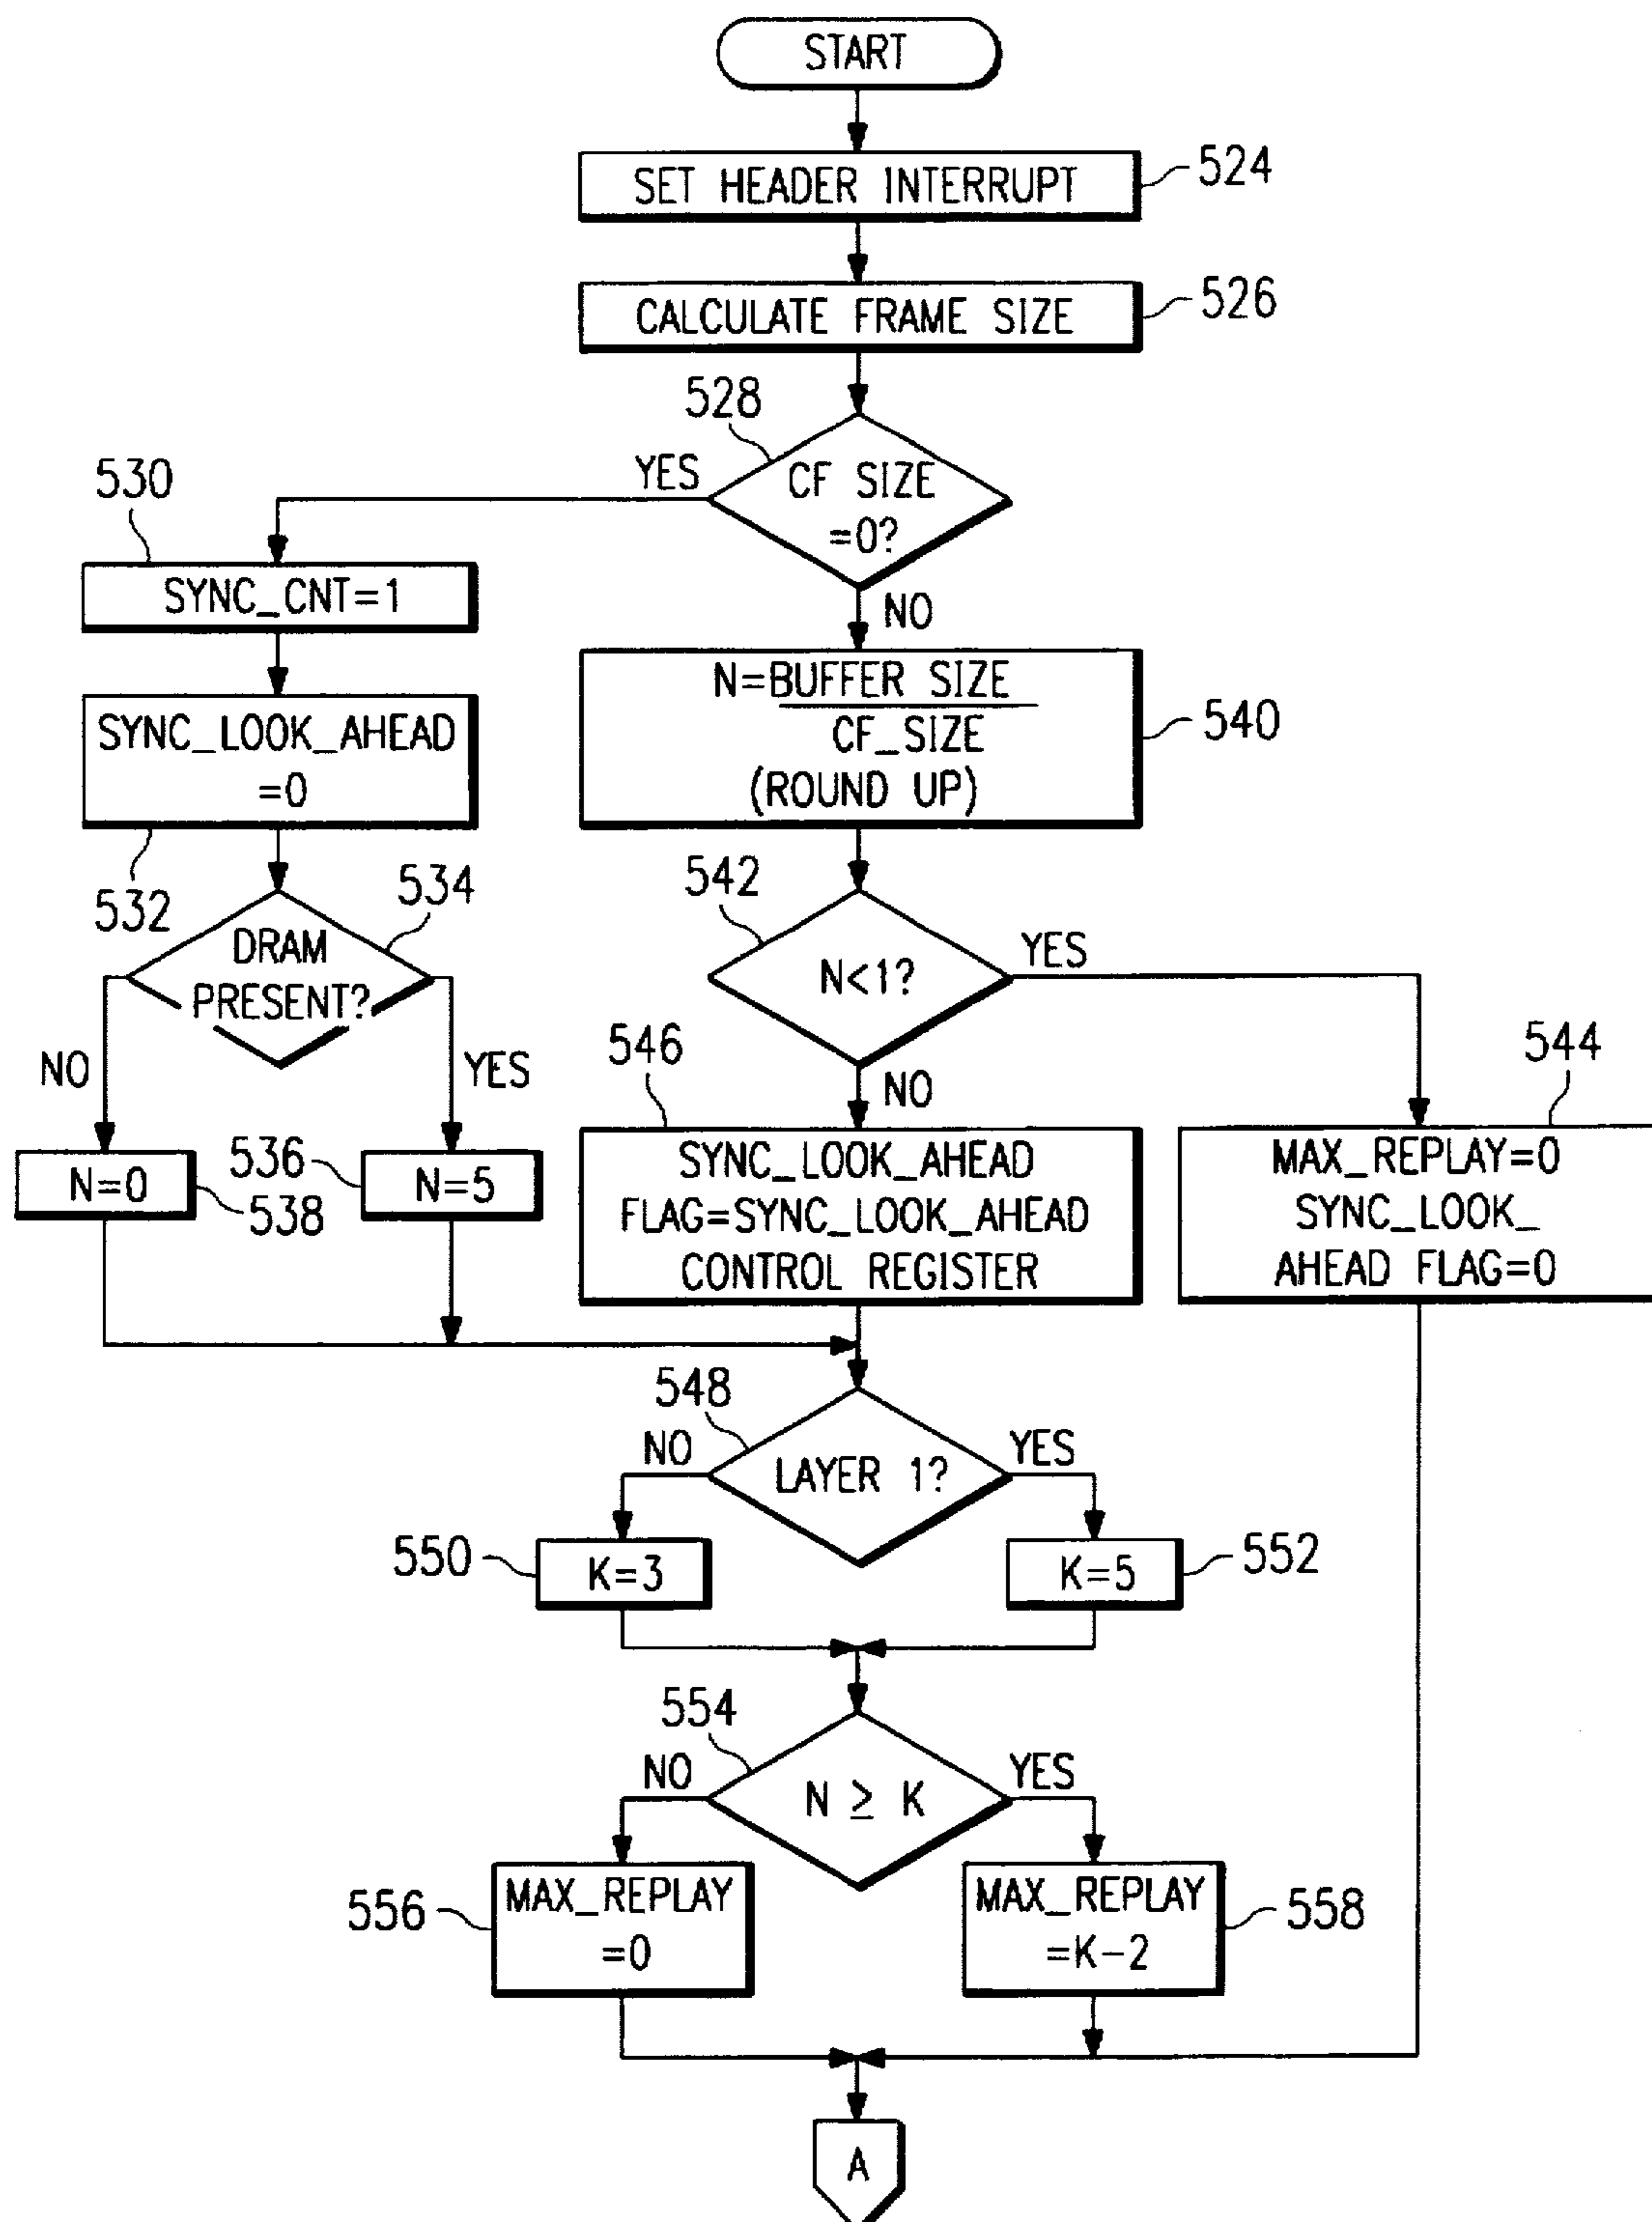 START
SET HEADER INTERRUPT
524
CALCULATE FRAME SIZE
526
528
CF SIZE
=0?
YES
NO
530
SYNC_CNT=1
SYNC_LOOK_AHEAD
=0
532
534
DRAM
PRESENT?
NO
YES
N=0
538
536
N=5
N=BUFFER SIZE
CF_SIZE
(ROUND UP)
540
542
N<1?
YES
NO
544
MAX_REPLAY=0
SYNC_LOOK_
AHEAD FLAG=0
546
SYNC_LOOK_AHEAD
FLAG=SYNC_LOOK_AHEAD
CONTROL REGISTER
548
LAYER 1?
NO
YES
550
K=3
K=5
552
554
N ≥ K
NO
YES
556
MAX_REPLAY
=0
MAX_REPLAY
=K-2
558
A